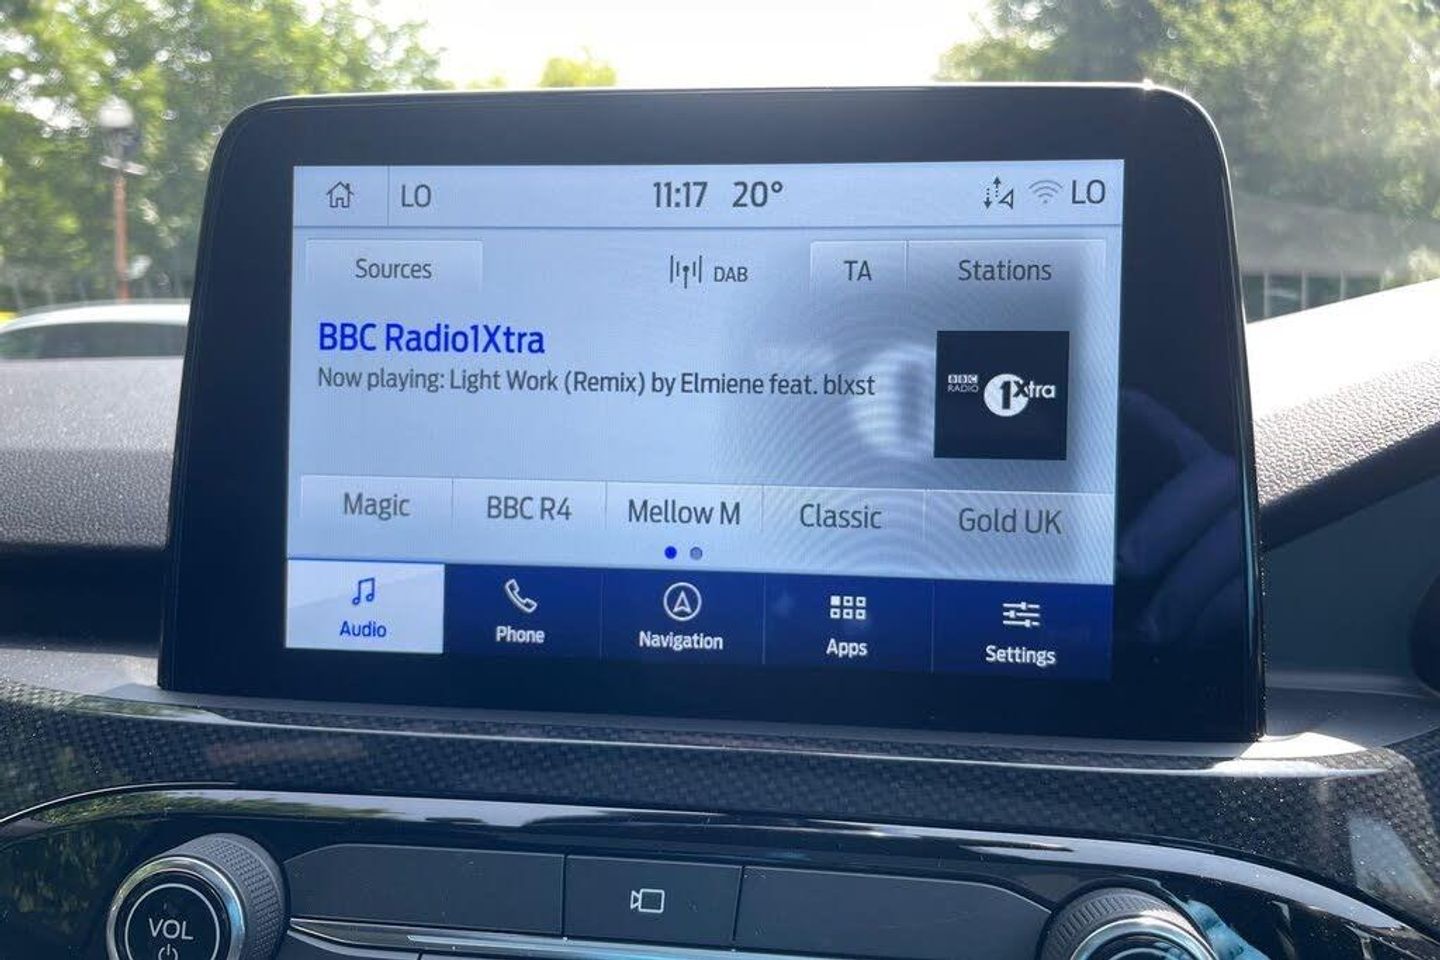 LO
11:17 20°
LO
Sources
DAB
TA
Stations
BBC Radio1Xtra
Now playing: Light Work (Remix) by Elmiene feat. blxst
BBC
RADIO
1Xtra
Magic
BBC R4
Mellow M
Classic
Gold UK
Audio
Phone
Navigation
Apps
Settings
VOL